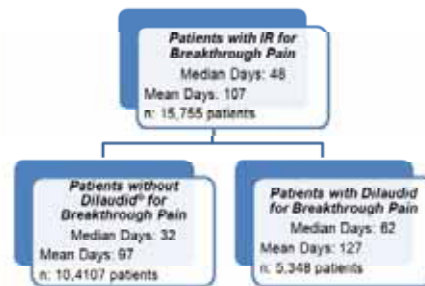 Patients with IR for
Breakthrough Pain
Median Days: 48
Mean Days: 107
n: 15,755 patients
Patients without
Dilaudid® for
Breakthrough Pain
Median Days: 32
Mean Days: 97
n: 10,4107 patients
Patients with Dilaudid
for Breakthrough Pain
Median Days: 62
Mean Days: 127
n: 5,348 patients